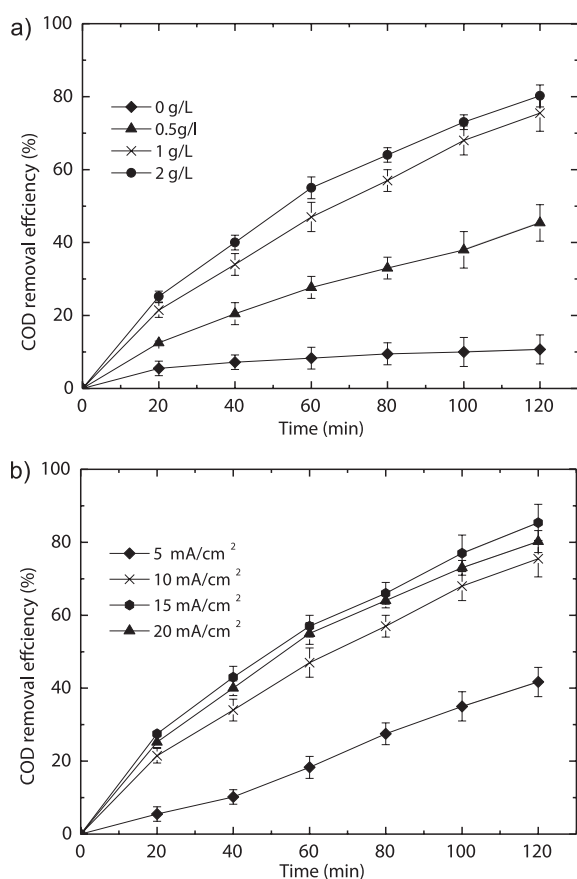 a)
100
80
60
40
20
0
COD removal effciency (%)
0 g/L
0.5g/l
1 g/L
2 g/L
0 20 40 60 80 100 120
Time (min)
b)
100
80
60
40
20
0
COD removal effciency (%)
5 mA/cm 2
10 mA/cm 2
15 mA/cm 2
20 mA/cm 2
0 20 40 60 80 100 120
Time (min)